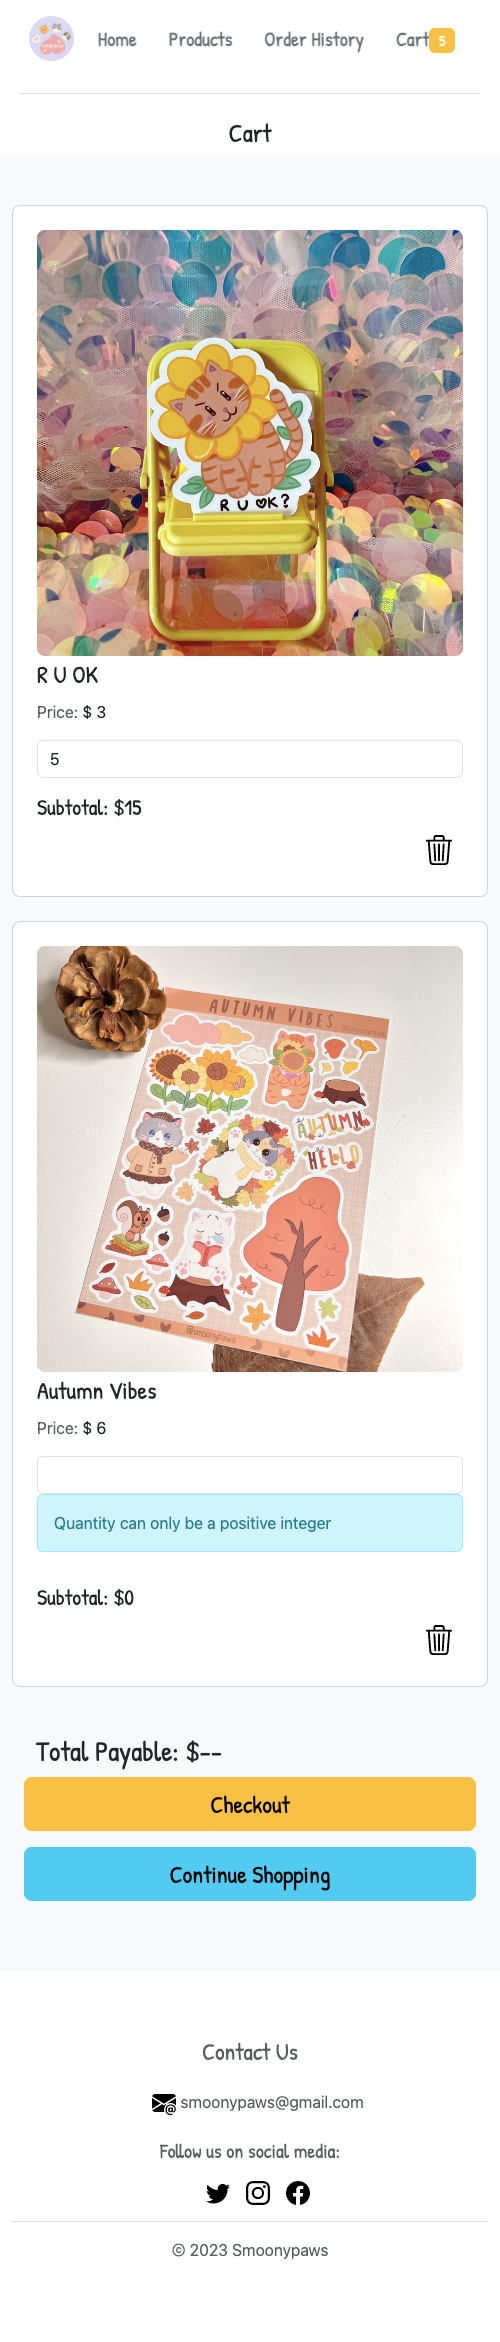 Home
Products
Order History
Cart 5
Cart
R U OK?
R U OK
Price: $ 3
5
Subtotal: $15
AUTUMN VIBES
AUTUMN
HELLO
@smoonypaws
Autumn Vibes
Price: $ 6
Quantity can only be a positive integer
Subtotal: $0
Total Payable: $--
Checkout
Continue Shopping
Contact Us
smoonypaws@gmail.com
Follow us on social media:
© 2023 Smoonypaws